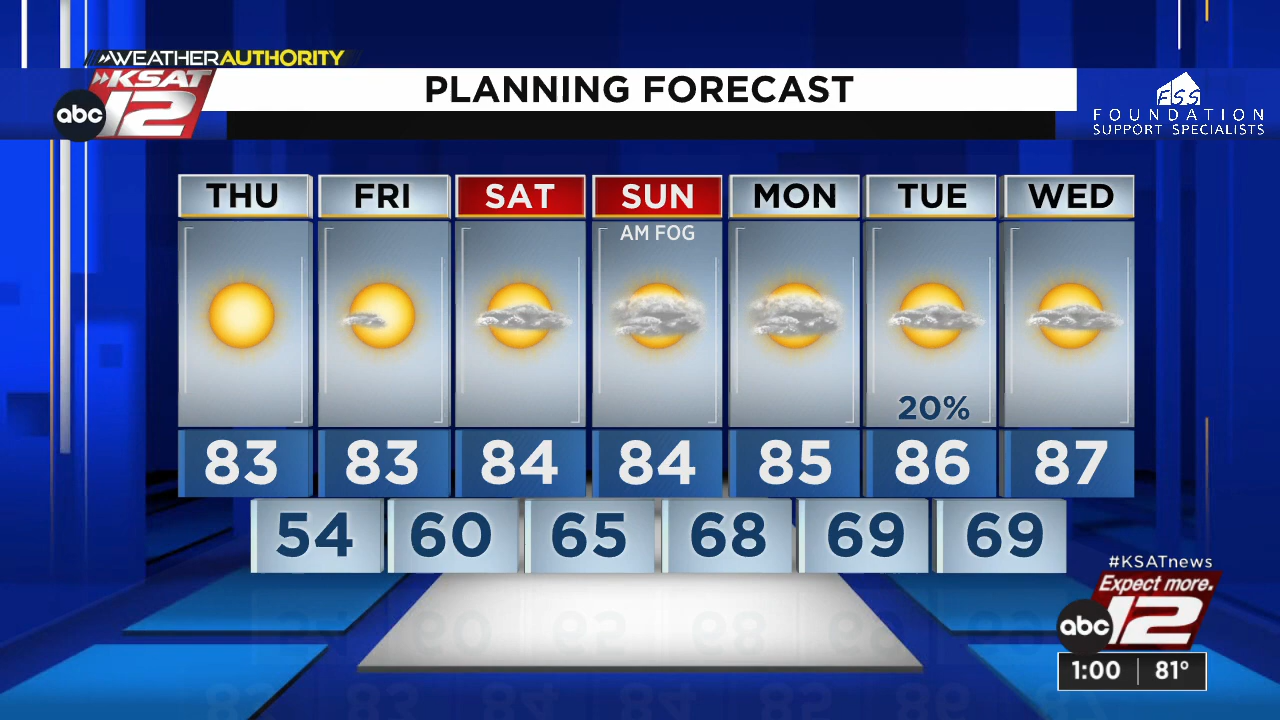 WEATHERAUTHORITY
KSAT
abc 12
PLANNING FORECAST
FSS
FOUNDATION
SUPPORT SPECIALISTS
THU FRI SAT SUN MON TUE WED
AM FOG
20%
83 83 84 84 85 86 87
54 60 65 68 69 69
#KSATnews
Expect more.
abc 12
1:00 81°